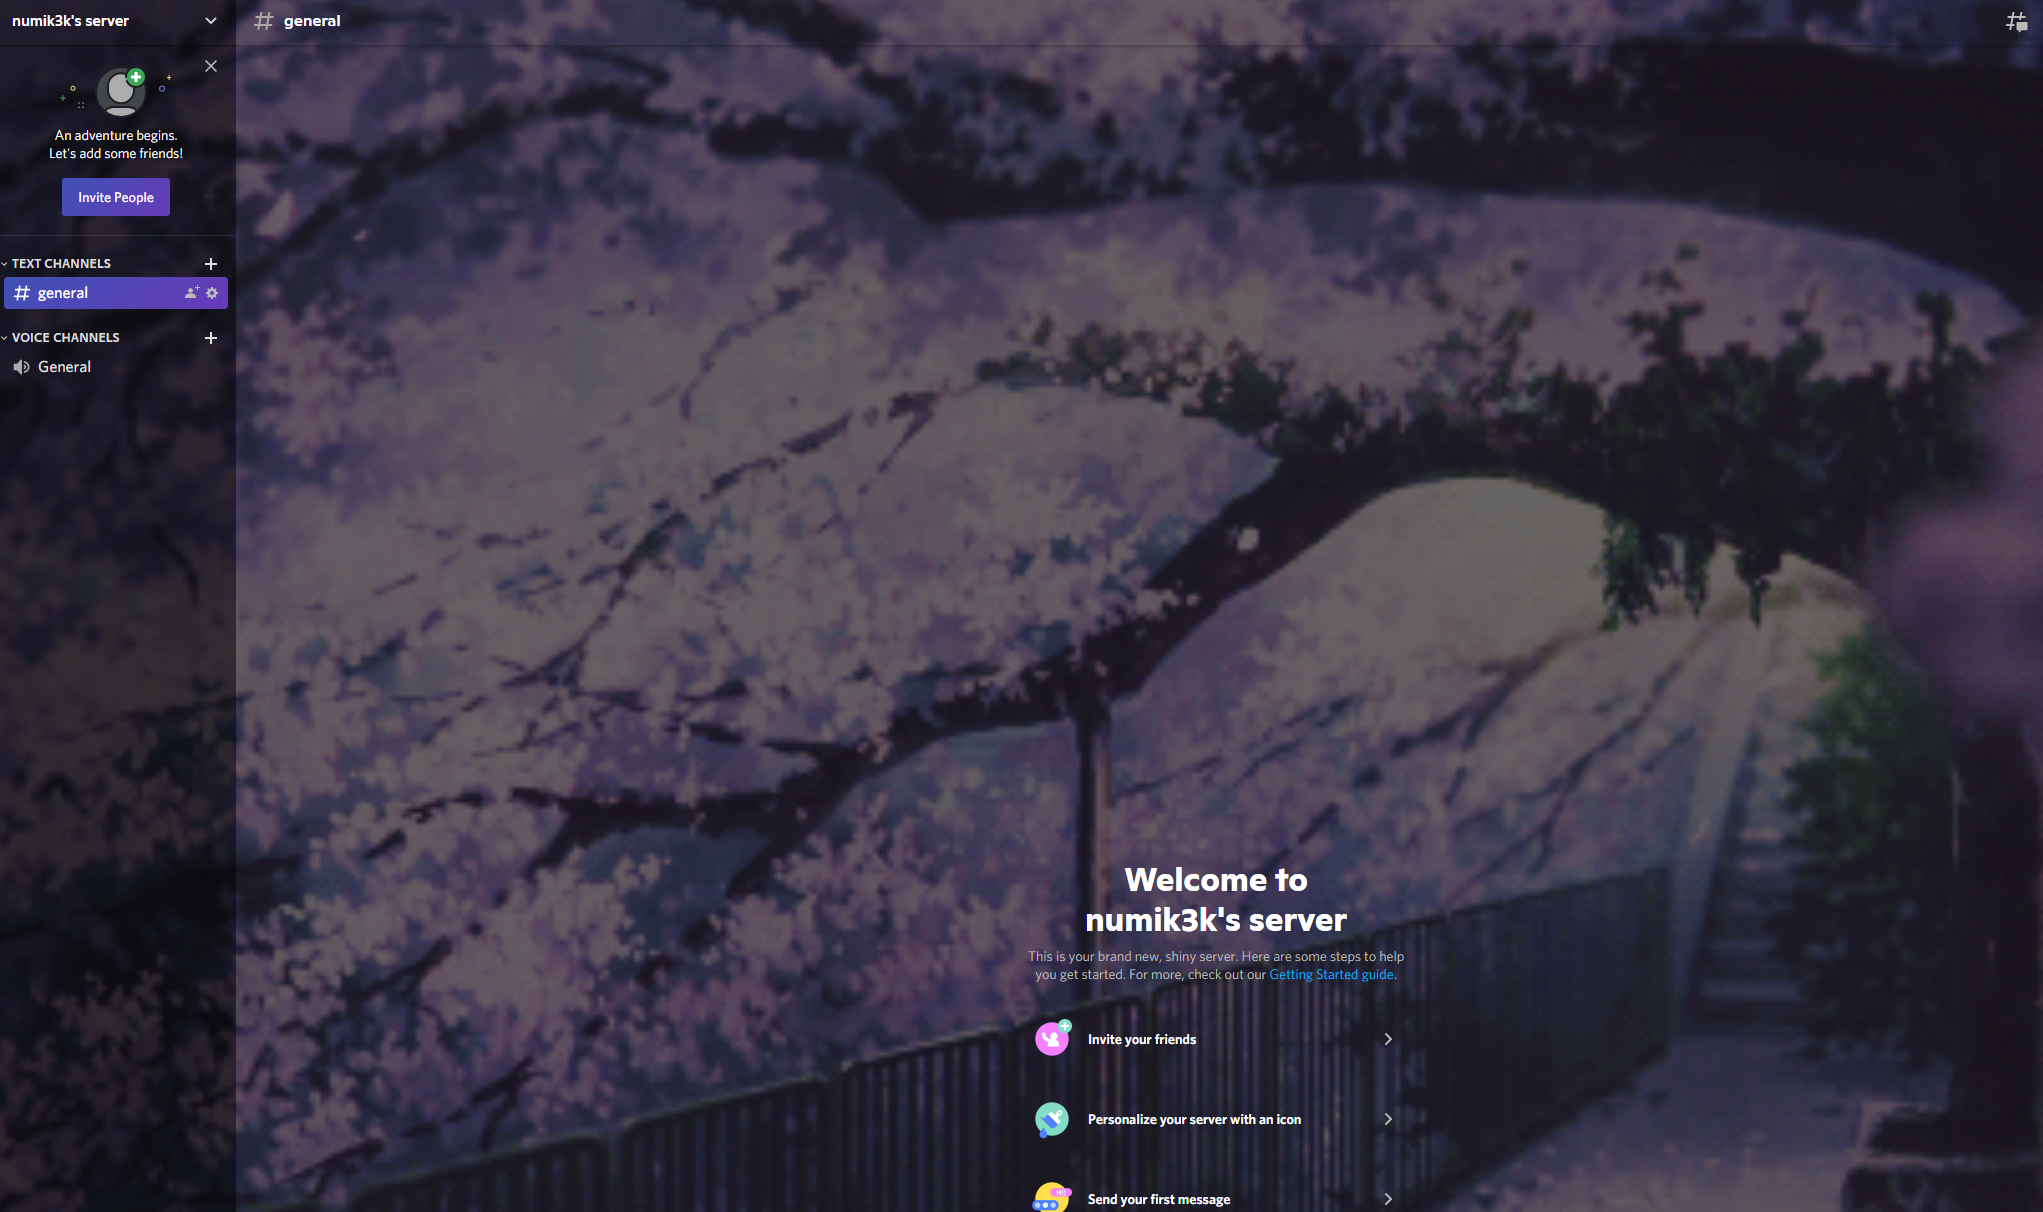 numik3k's server
# general
An adventure begins.
Let's add some friends!
Invite People
TEXT CHANNELS
# general
VOICE CHANNELS
General
Welcome to
numik3k's server
This is your brand new, shiny server. Here are some steps to help
you get started. For more, check out our Getting Started guide.
Invite your friends
Personalize your server with an icon
Hi!
Send your first message